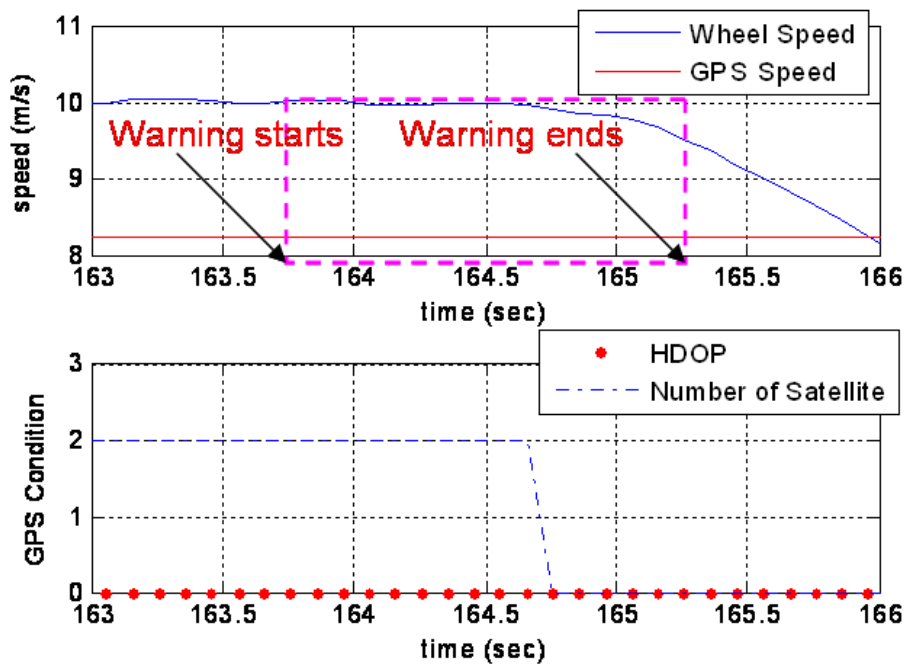 11
10
9
8
speed (m/s)
Wheel Speed
GPS Speed
Warning starts
Warning ends
163
163.5
164
164.5
165
165.5
166
time (sec)
3
2
1
0
GPS Condition
HDOP
Number of Satellite
163
163.5
164
164.5
165
165.5
166
time (sec)